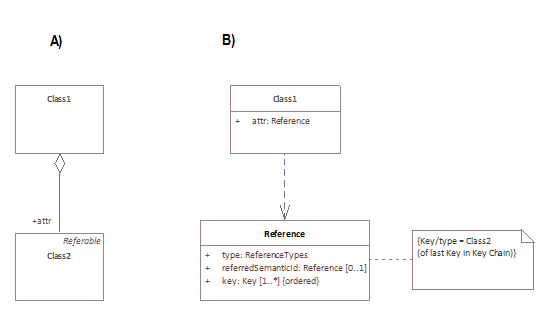 A)
B)
Class1
+attr
Referable
Class2
Class1
+ attr: Reference
Reference
+ type: ReferenceTypes
+ referredSemanticId: Reference [0..1]
+ key: Key [1..*] {ordered}
{Key/type = Class2
(of last Key in Key Chain)}